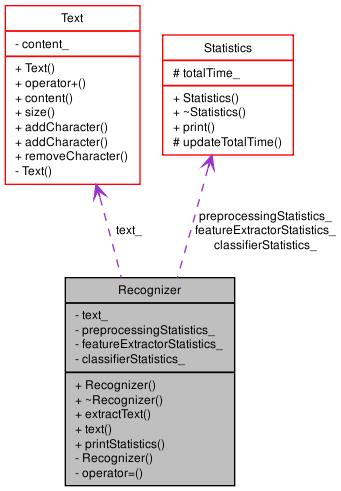 Text
- content_
+ Text()
+ operator+()
+ content()
+ size()
+ addCharacter()
+ addCharacter()
+ removeCharacter()
- Text()
Statistics
# totalTime_
+ Statistics()
+ ~Statistics()
+ print()
# updateTotalTime()
text_
preprocessingStatistics_
featureExtractorStatistics_
classifierStatistics_
Recognizer
- text_
- preprocessingStatistics_
- featureExtractorStatistics_
- classifierStatistics_
+ Recognizer()
+ ~Recognizer()
+ extractText()
+ text()
+ printStatistics()
- Recognizer()
- operator=()